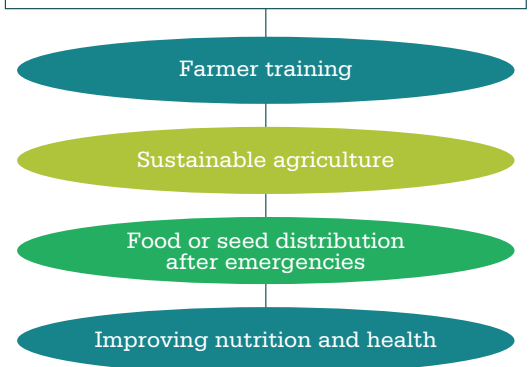 Farmer training
Sustainable agriculture
Food or seed distribution
after emergencies
Improving nutrition and health